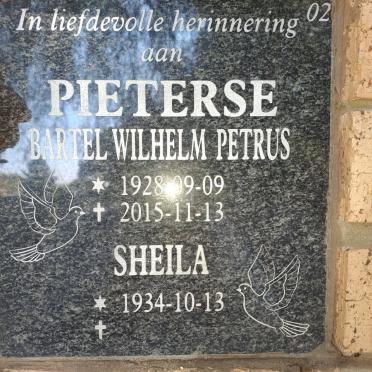 In liefdevolle herinnering 02
aan
PIETERSE
BARTEL WILHELM PETRUS
* 1928-09-09
✝ 2015-11-13
SHEILA
* 1934-10-13
✝